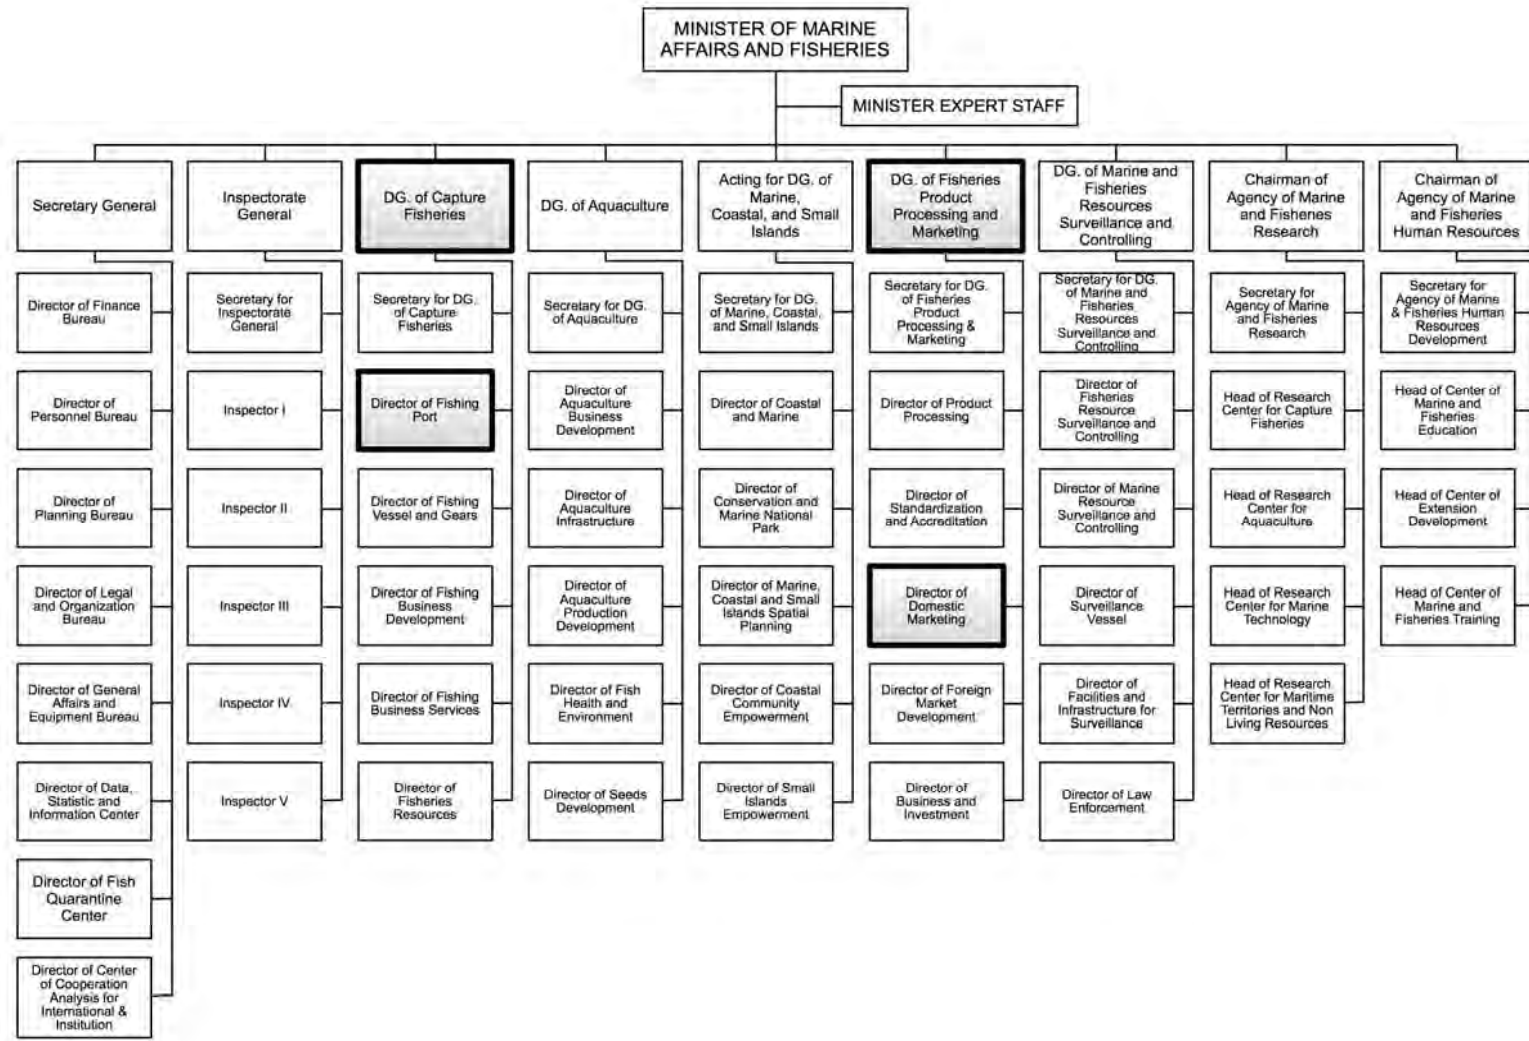 MINISTER OF MARINE
AFFAIRS AND FISHERIES
MINISTER EXPERT STAFF
Secretary General
Director of Finance
Bureau
Director of
Personnel Bureau
Director of
Planning Bureau
Director of Legal
and Organization
Bureau
Director of General
Affairs and
Equipment Bureau
Director of Data,
Statistic and
Information Center
Director of Fish
Quarantine
Center
Director of Center
of Cooperation
Analysis for
International &
Institution
Inspectorate
General
Secretary for
Inspectorate
General
Inspector I
Inspector II
Inspector III
Inspector IV
Inspector V
DG. of Capture
Fisheries
Secretary for DG.
of Capture
Fisheries
Director of Fishing
Port
Director of Fishing
Vessel and Gears
Director of Fishing
Business
Development
Director of Fishing
Business Services
Director of
Fisheries
Resources
DG. of Aquaculture
Secretary for DG.
of Aquaculture
Director of
Aquaculture
Business
Development
Director of
Aquaculture
Infrastructure
Director of
Aquaculture
Production
Development
Director of Fish
Health and
Environment
Director of Seeds
Development
Acting for DG. of
Marine,
Coastal, and Small
Islands
Secretary for DG.
of Marine, Coastal,
and Small Islands
Director of Coastal
and Marine
Director of
Conservation and
Marine National
Park
Director of Marine,
Coastal and Small
Islands Spatial
Planning
Director of Coastal
Community
Empowerment
Director of Small
Islands
Empowerment
DG. of Fisheries
Product
Processing and
Marketing
Secretary for DG.
of Fisheries
Product
Processing &
Marketing
Director of Product
Processing
Director of
Standardization
and Accreditation
Director of
Domestic
Marketing
Director of Foreign
Market
Development
Director of
Business and
Investment
DG. of Marine and
Fisheries
Resources
Surveillance and
Controlling
Secretary for DG.
of Marine and
Fisheries
Resources
Surveillance and
Controlling
Director of
Fisheries
Resource
Surveillance and
Controlling
Director of Marine
Resource
Surveillance and
Controlling
Director of
Surveillance
Vessel
Director of
Facilities and
Infrastructure for
Surveillance
Director of Law
Enforcement
Chairman of
Agency of Marine
and Fisheries
Research
Secretary for
Agency of Marine
and Fisheries
Research
Head of Research
Center for Capture
Fisheries
Head of Research
Center for
Aquaculture
Head of Research
Center for Marine
Technology
Head of Research
Center for Maritime
Territories and Non
Living Resources
Chairman of
Agency of Marine
and Fisheries
Human Resources
Secretary for
Agency of Marine
& Fisheries Human
Resources
Development
Head of Center of
Marine and
Fisheries
Education
Head of Center of
Extension
Development
Head of Center of
Marine and
Fisheries Training